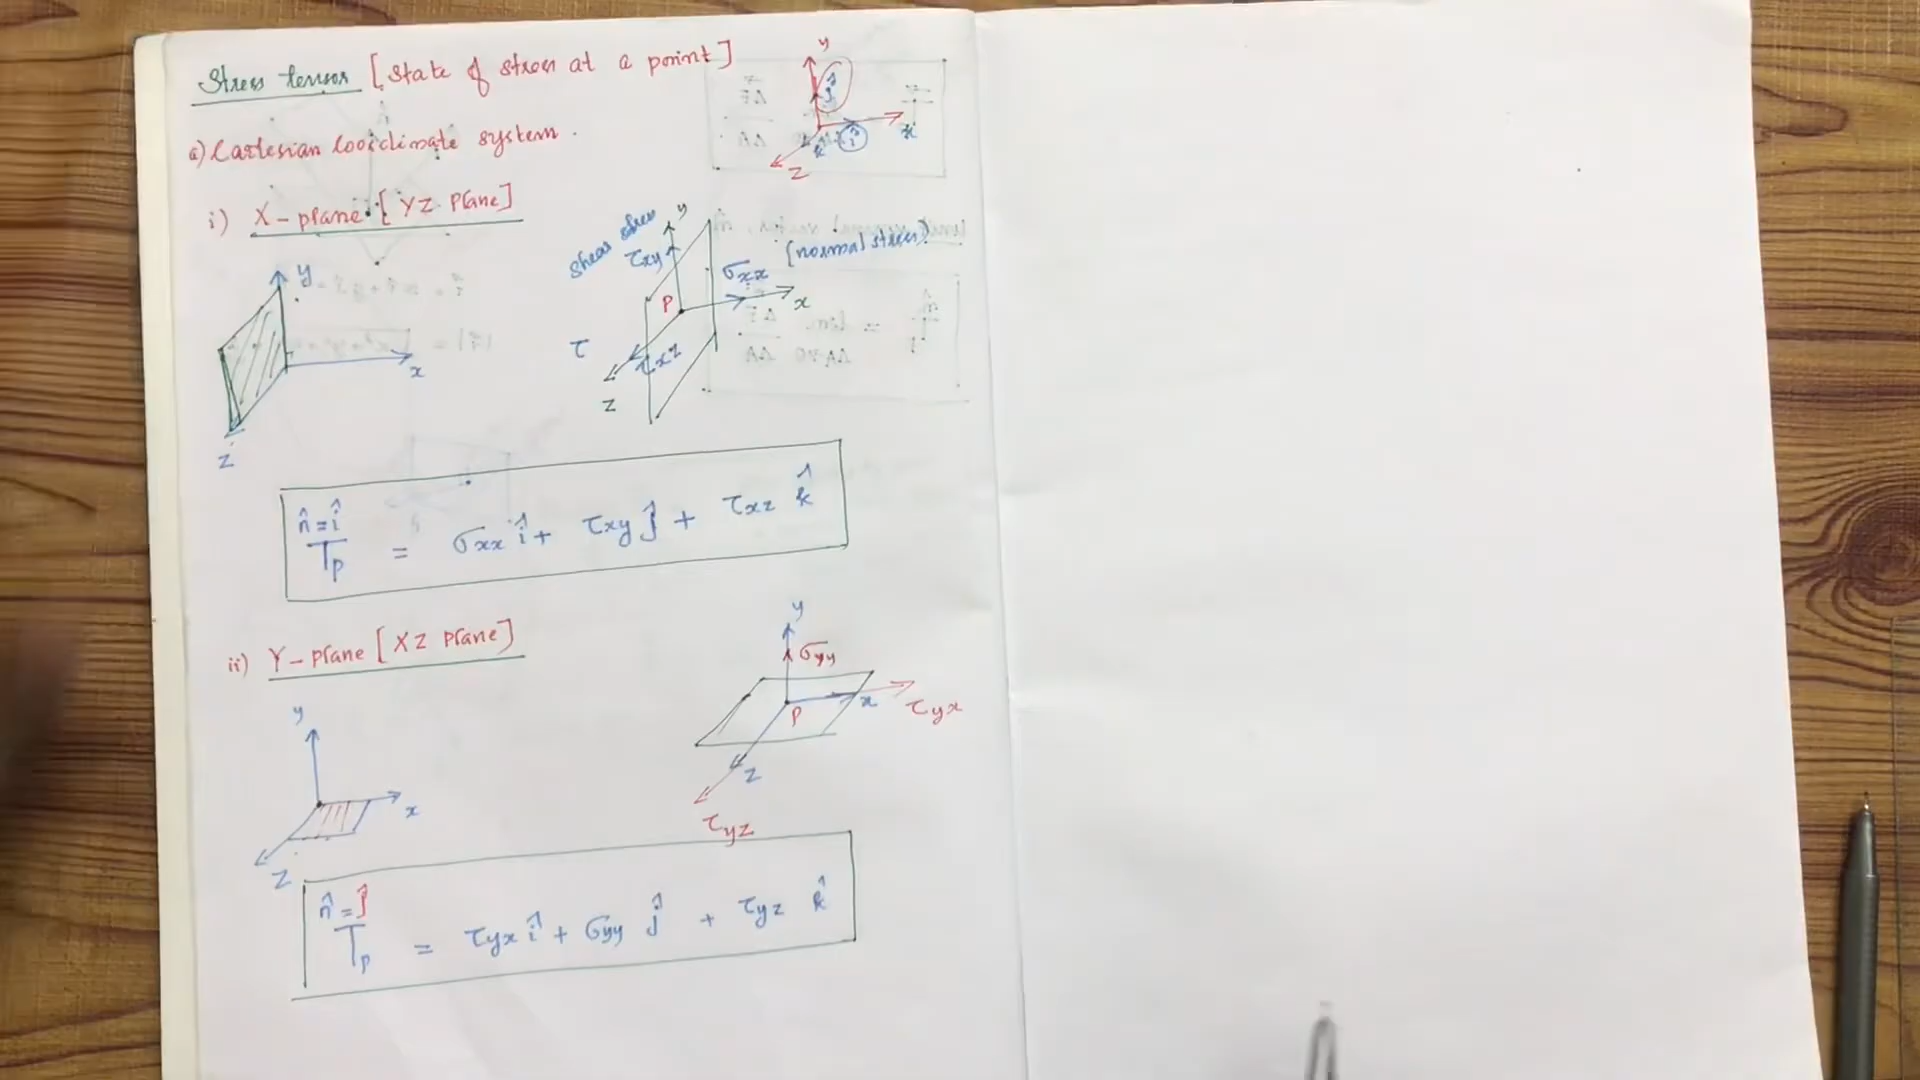 Stress tensor [State of stress at a point]
y
ĵ
î
x
k
z
a) Cartesian coordinate system.
i) X-plane [YZ Plane]
y
x
z
shear stress
y
τxy
[normal stress]
σxx
P
x
τ
τxz
z
n̂=î
Tp = σxx î + τxy ĵ + τxz k̂
ii) Y-plane [XZ Plane]
y
σyy
x
τyx
P
z
τyz
y
x
z
n̂=ĵ
Tp = τyx î + σyy ĵ + τyz k̂